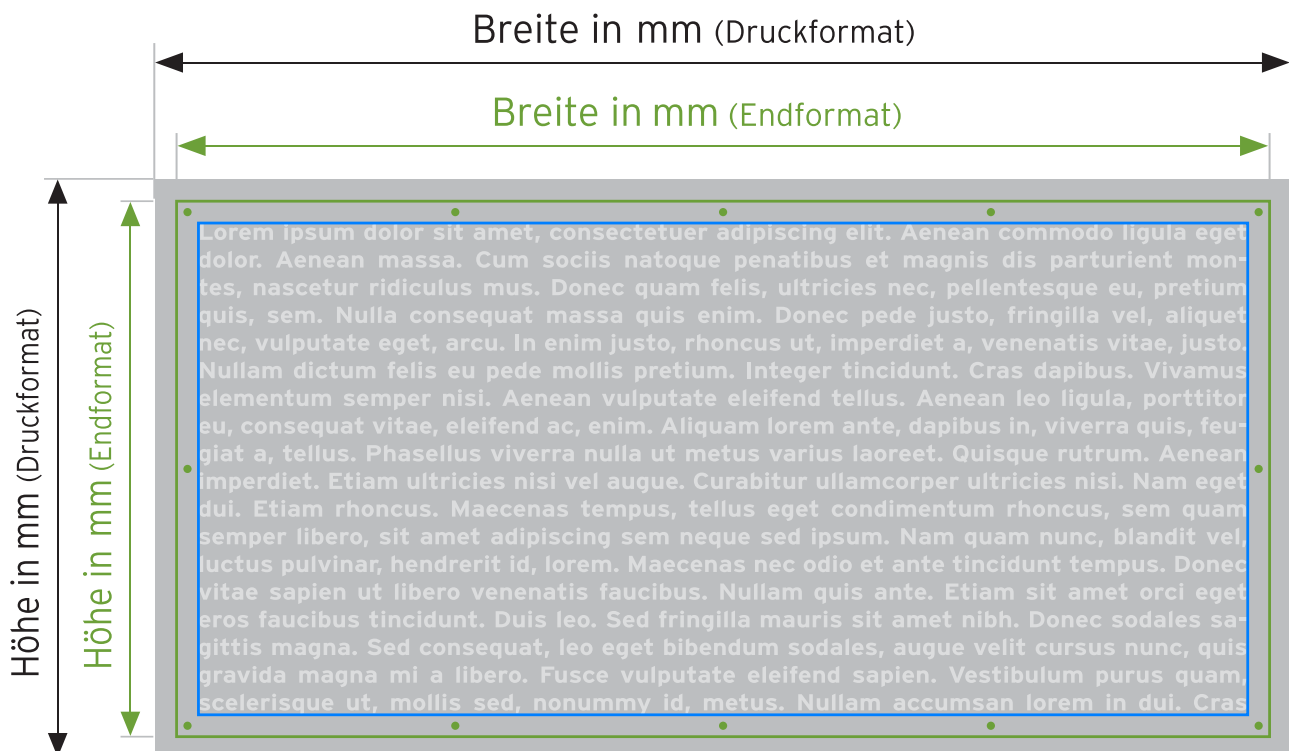 Breite in mm (Druckformat)
Breite in mm (Endformat)
Höhe in mm (Druckformat)
Höhe in mm (Endformat)
Lorem ipsum dolor sit amet, consectetuer adipiscing elit. Aenean commodo ligula eget
dolor. Aenean massa. Cum sociis natoque penatibus et magnis dis parturient mon-
tes, nascetur ridiculus mus. Donec quam felis, ultricies nec, pellentesque eu, pretium
quis, sem. Nulla consequat massa quis enim. Donec pede justo, fringilla vel, aliquet
nec, vulputate eget, arcu. In enim justo, rhoncus ut, imperdiet a, venenatis vitae, justo.
Nullam dictum felis eu pede mollis pretium. Integer tincidunt. Cras dapibus. Vivamus
elementum semper nisi. Aenean vulputate eleifend tellus. Aenean leo ligula, porttitor
eu, consequat vitae, eleifend ac, enim. Aliquam lorem ante, dapibus in, viverra quis, feu-
giat a, tellus. Phasellus viverra nulla ut metus varius laoreet. Quisque rutrum. Aenean
imperdiet. Etiam ultricies nisi vel augue. Curabitur ullamcorper ultricies nisi. Nam eget
dui. Etiam rhoncus. Maecenas tempus, tellus eget condimentum rhoncus, sem quam
semper libero, sit amet adipiscing sem neque sed ipsum. Nam quam nunc, blandit vel,
luctus pulvinar, hendrerit id, lorem. Maecenas nec odio et ante tincidunt tempus. Donec
vitae sapien ut libero venenatis faucibus. Nullam quis ante. Etiam sit amet orci eget
eros faucibus tincidunt. Duis leo. Sed fringilla mauris sit amet nibh. Donec sodales sa-
gittis magna. Sed consequat, leo eget bibendum sodales, augue velit cursus nunc, quis
gravida magna mi a libero. Fusce vulputate eleifend sapien. Vestibulum purus quam,
scelerisque ut, mollis sed, nonummy id, metus. Nullam accumsan lorem in dui. Cras